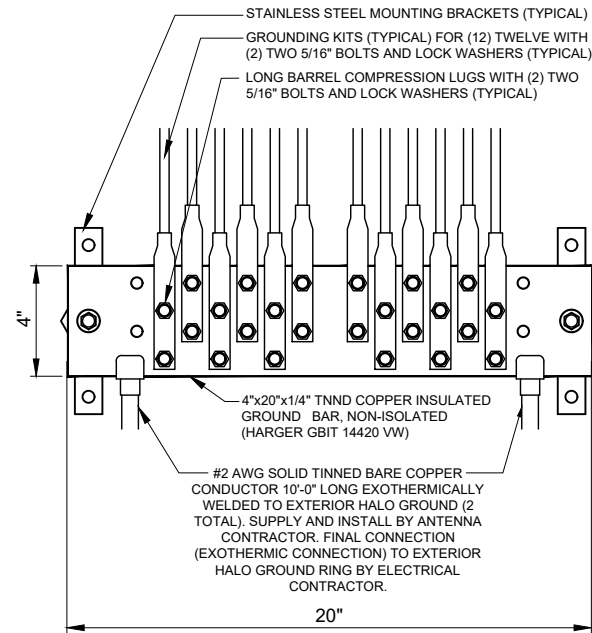 STAINLESS STEEL MOUNTING BRACKETS (TYPICAL)
GROUNDING KITS (TYPICAL) FOR (12) TWELVE WITH
(2) TWO 5/16" BOLTS AND LOCK WASHERS (TYPICAL)
LONG BARREL COMPRESSION LUGS WITH (2) TWO
5/16" BOLTS AND LOCK WASHERS (TYPICAL)
4"
4"x20"x1/4" TNND COPPER INSULATED
GROUND BAR, NON-ISOLATED
(HARGER GBIT 14420 VW)
#2 AWG SOLID TINNED BARE COPPER
CONDUCTOR 10'-0" LONG EXOTHERMICALLY
WELDED TO EXTERIOR HALO GROUND (2
TOTAL). SUPPLY AND INSTALL BY ANTENNA
CONTRACTOR. FINAL CONNECTION
(EXOTHERMIC CONNECTION) TO EXTERIOR
HALO GROUND RING BY ELECTRICAL
CONTRACTOR.
20"